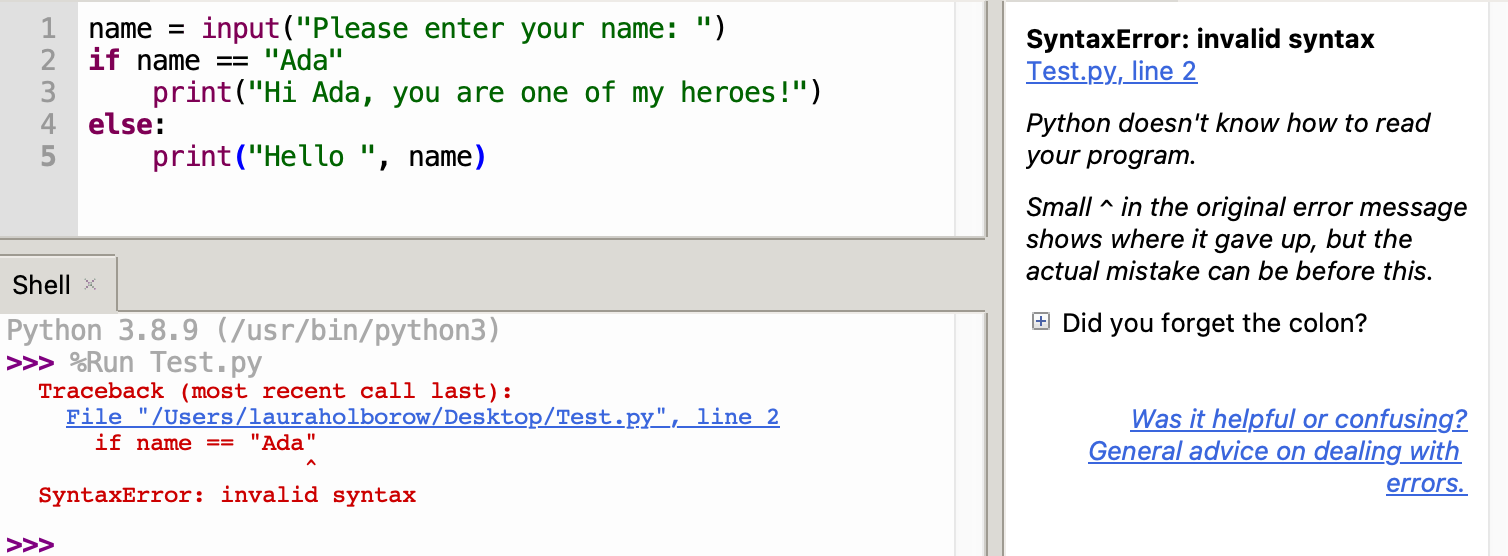 1 name = input("Please enter your name: ")
2 if name == "Ada"
3     print("Hi Ada, you are one of my heroes!")
4 else:
5     print("Hello ", name)
Shell ×
Python 3.8.9 (/usr/bin/python3)
>>> %Run Test.py
Traceback (most recent call last):
File "/Users/lauraholborow/Desktop/Test.py", line 2
if name == "Ada"
^
SyntaxError: invalid syntax
>>>
SyntaxError: invalid syntax
Test.py, line 2
Python doesn't know how to read
your program.
Small ^ in the original error message
shows where it gave up, but the
actual mistake can be before this.
Did you forget the colon?
Was it helpful or confusing?
General advice on dealing with
errors.